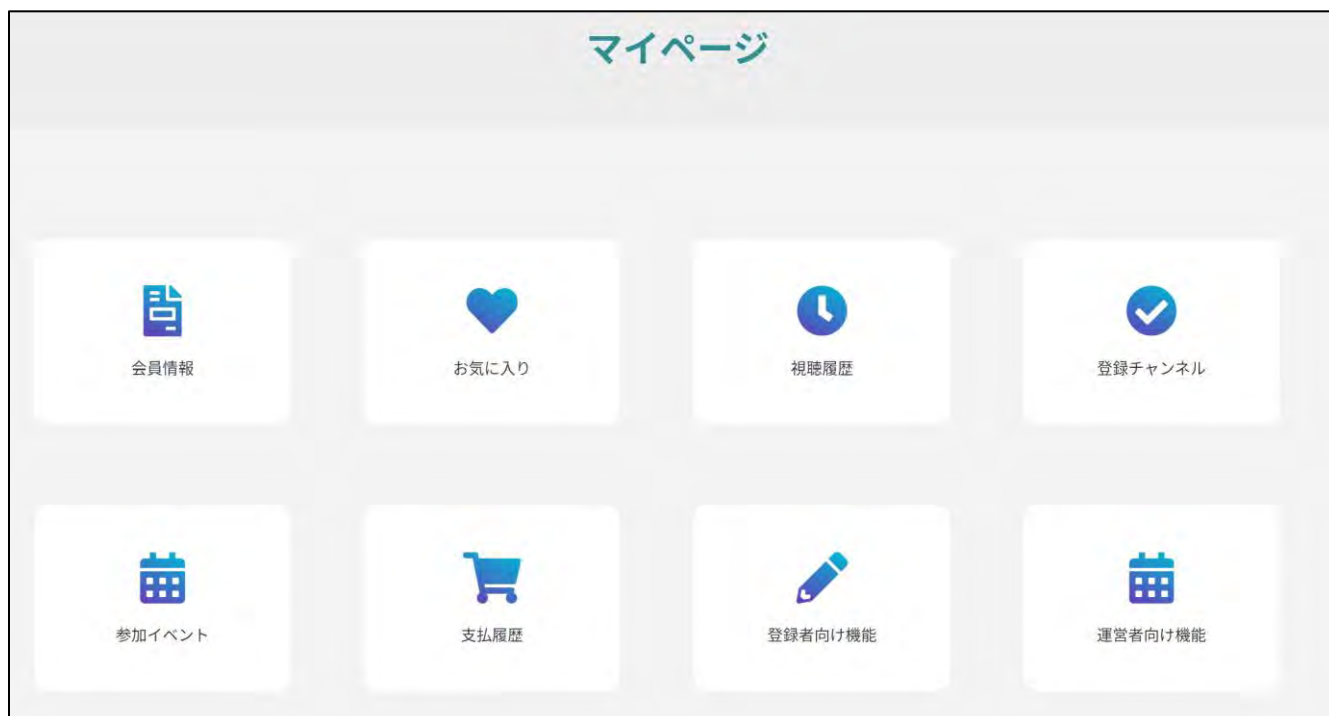 マイページ
会員情報
お気に入り
視聴履歴
登録チャンネル
参加イベント
支払履歴
登録者向け機能
運営者向け機能